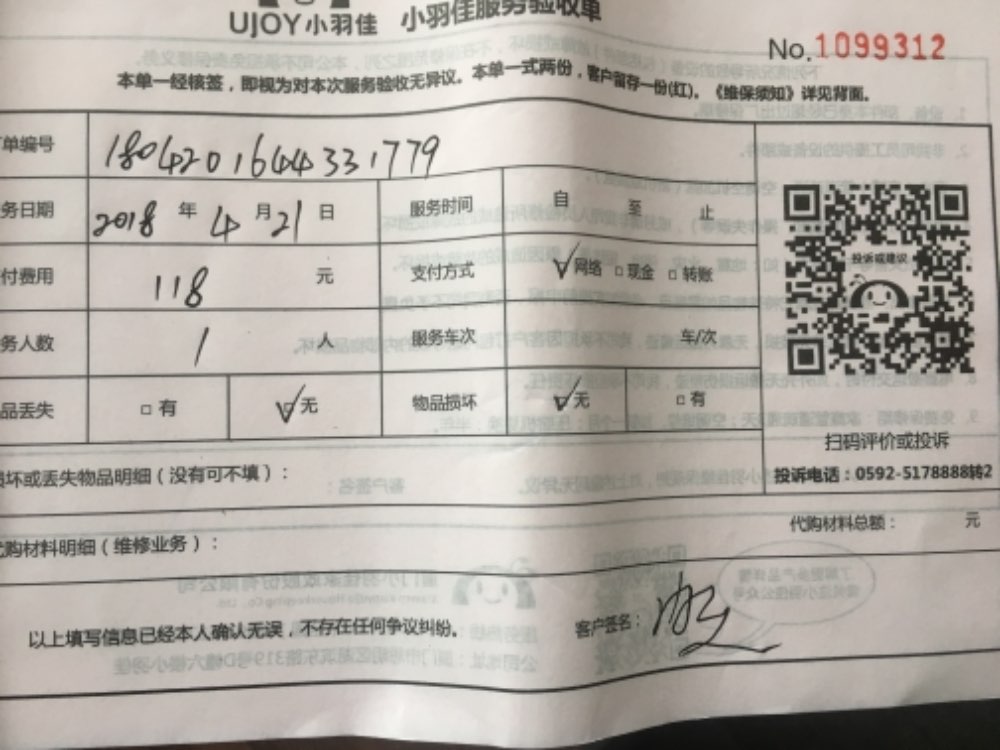 UJOY小羽佳 小羽佳服务验收单
No.1099312
本单一经核签，即视为对本次服务验收无异议。本单一式两份，客户留存一份(红)。《维保须知》详见背面。
单编号 180420164433 1779
务日期 2018 年 4 月 21 日 服务时间 自 至 止
付费用 118 元 支付方式 ☑网络 □现金 □转账
务人数 1 人 服务车次 车/次
品丢失 □有 ☑无 物品损坏 ☑无 □有
投诉或建议
扫码评价或投诉
投诉电话：0592-5178888转2
坏或丢失物品明细（没有可不填）：
购材料明细（维修业务）： 代购材料总额： 元
以上填写信息已经本人确认无误，不存在任何争议纠纷。 客户签名：